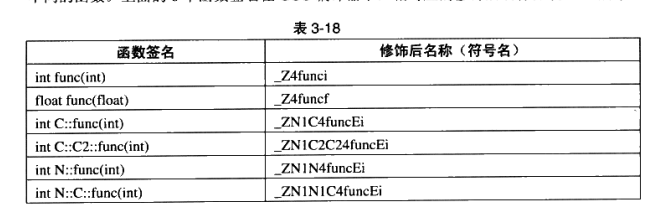 表 3-18
函数签名 修饰后名称（符号名）
int func(int) _Z4funci
float func(float) _Z4funcf
int C::func(int) _ZN1C4funcEi
int C::C2::func(int) _ZN1C2C24funcEi
int N::func(int) _ZN1N4funcEi
int N::C::func(int) _ZN1N1C4funcEi